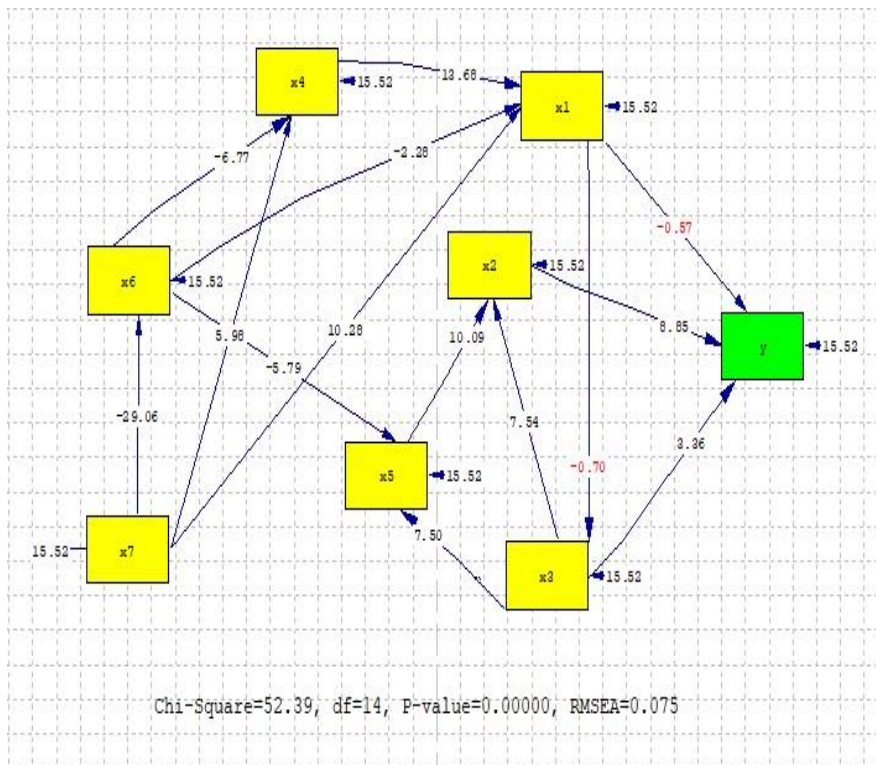 x4
15.52
13.68
x1
15.52
-6.77
-2.28
-0.57
x2
15.52
x6
15.52
8.85
y
15.52
5.98
10.28
10.09
-5.79
7.54
-29.06
3.36
-0.70
x5
15.52
7.50
15.52
x7
x3
15.52
Chi-Square=52.39, df=14, P-value=0.00000, RMSEA=0.075